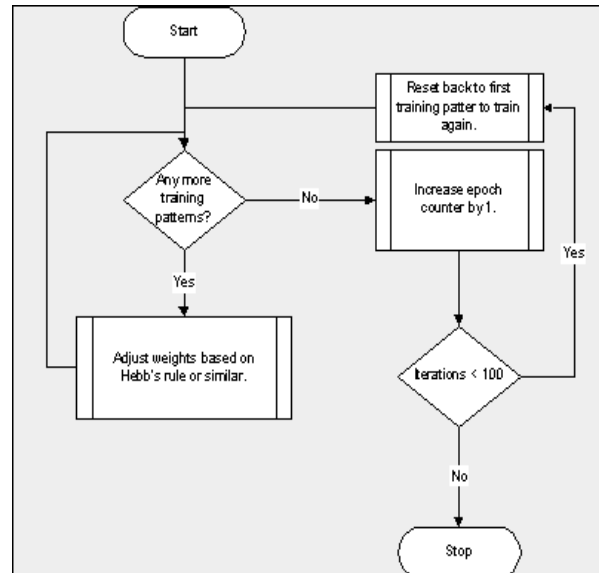 Start
Reset back to first
training patter to train
again.
Any more
training
patterns?
No
Increase epoch
counter by 1.
Yes
Yes
Adjust weights based on
Hebb's rule or similar.
Iterations < 100
No
Stop